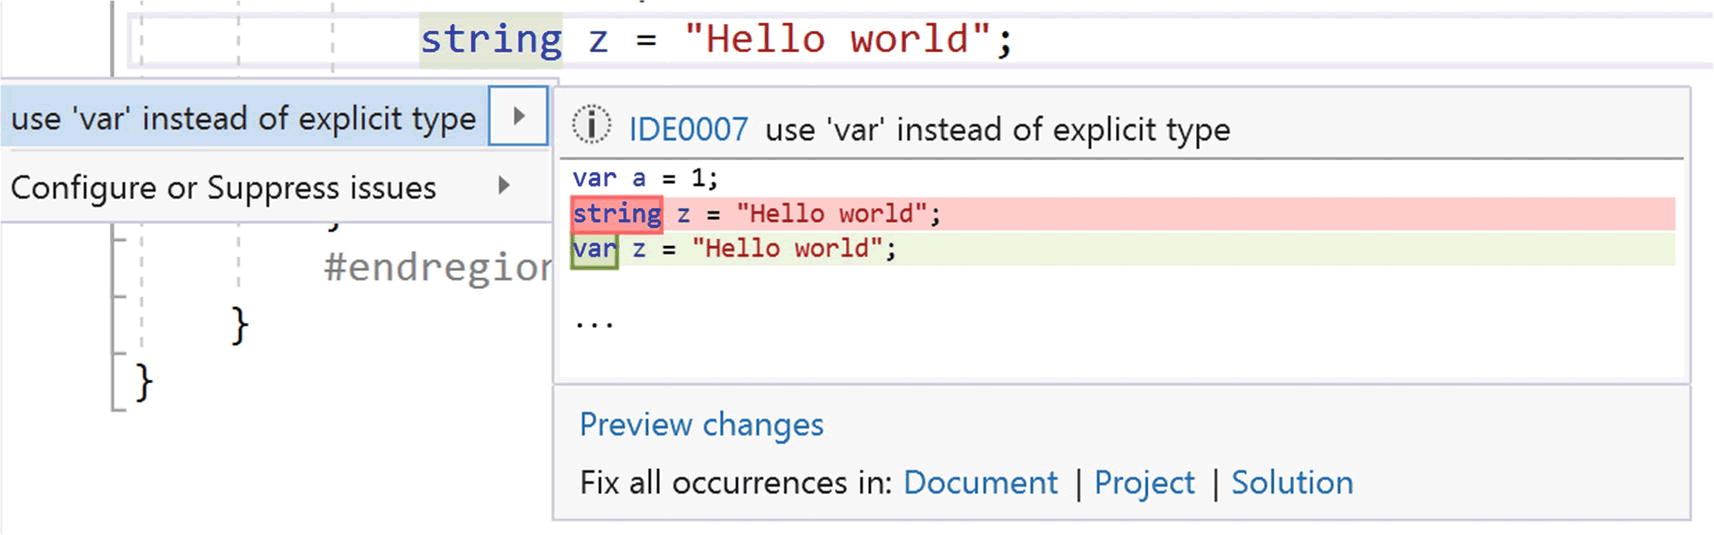 string z = "Hello world";
use 'var' instead of explicit type
Configure or Suppress issues
#endregion
}
}
IDE0007 use 'var' instead of explicit type
var a = 1;
string z = "Hello world";
var z = "Hello world";
...
Preview changes
Fix all occurrences in: Document | Project | Solution